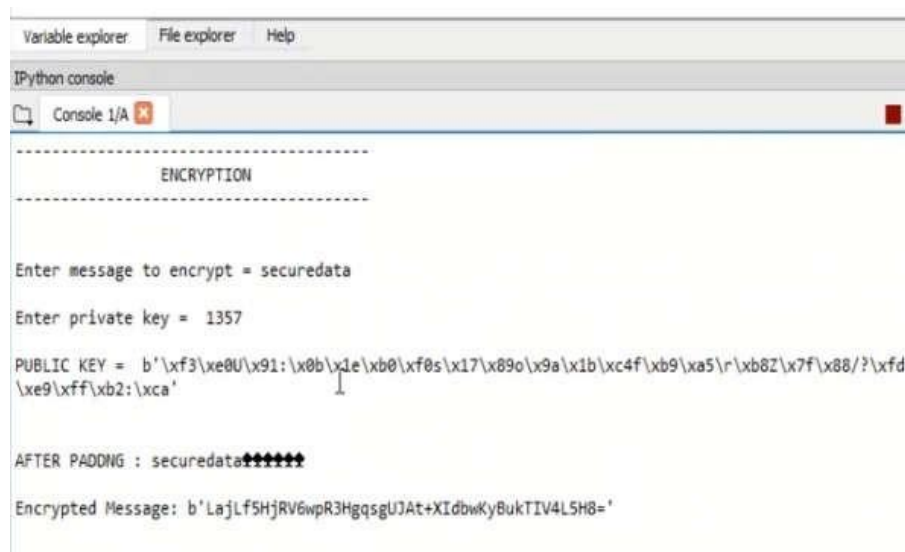 Variable explorer File explorer Help
IPython console
Console 1/A
----------------------------------------
ENCRYPTION
----------------------------------------
Enter message to encrypt = securedata
Enter private key = 1357
PUBLIC KEY = b'\xf3\xe0U\x91:\x0b\x1e\xb0\xf0s\x17\x89o\x9a\x1b\xc4f\xb9\xa5\r\xb8Z\x7f\x88/?\xfd
\xe9\xff\xb2:\xca'
AFTER PADDNG : securedata♠♠♠♠♠♠
Encrypted Message: b'LajLf5HjRV6wpR3HgqsgUJAt+XIdbwKyBukTIV4L5H8='